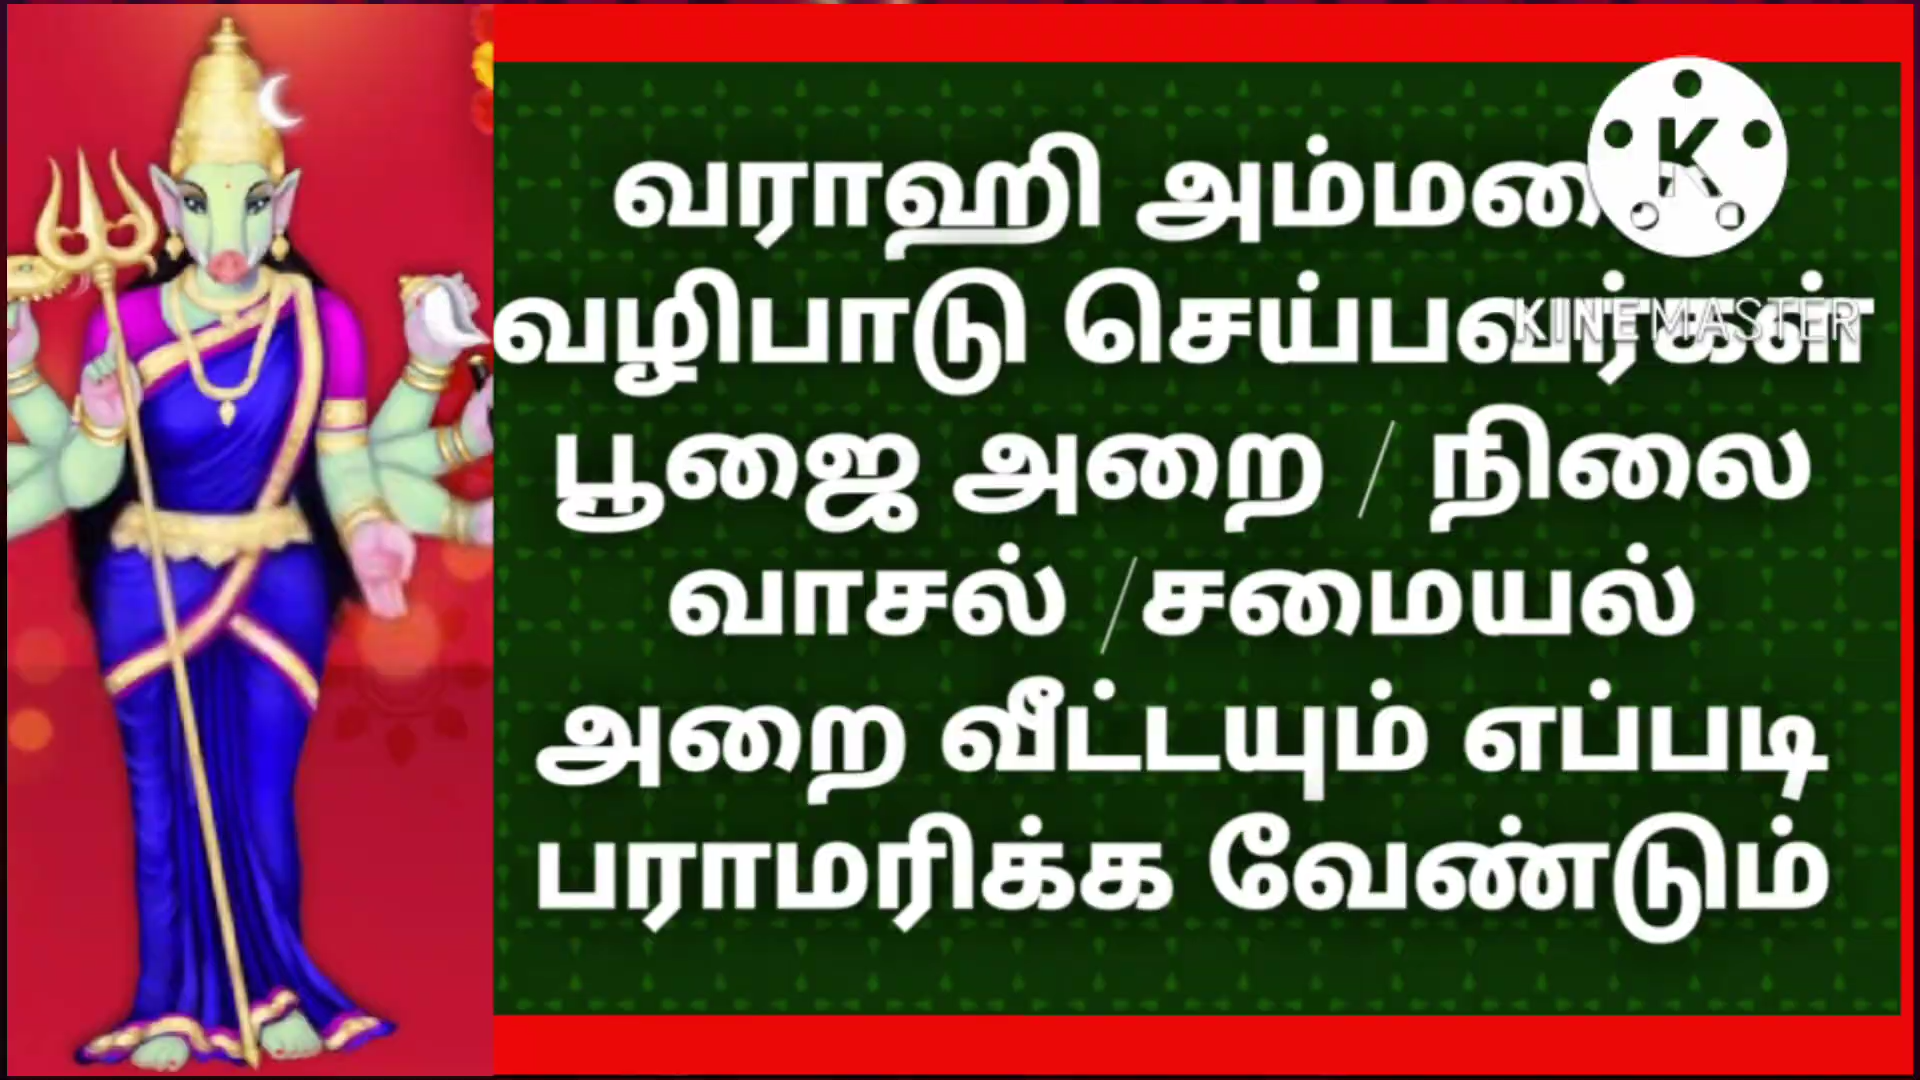 வராஹி
வழிபாடு செய்பவர்கள்
பூஜை அறை / நிலை
வாசல் /சமையல்
அறை வீட்டயும் எப்படி
பராமரிக்க வேண்டும்
K
KINEMASTER